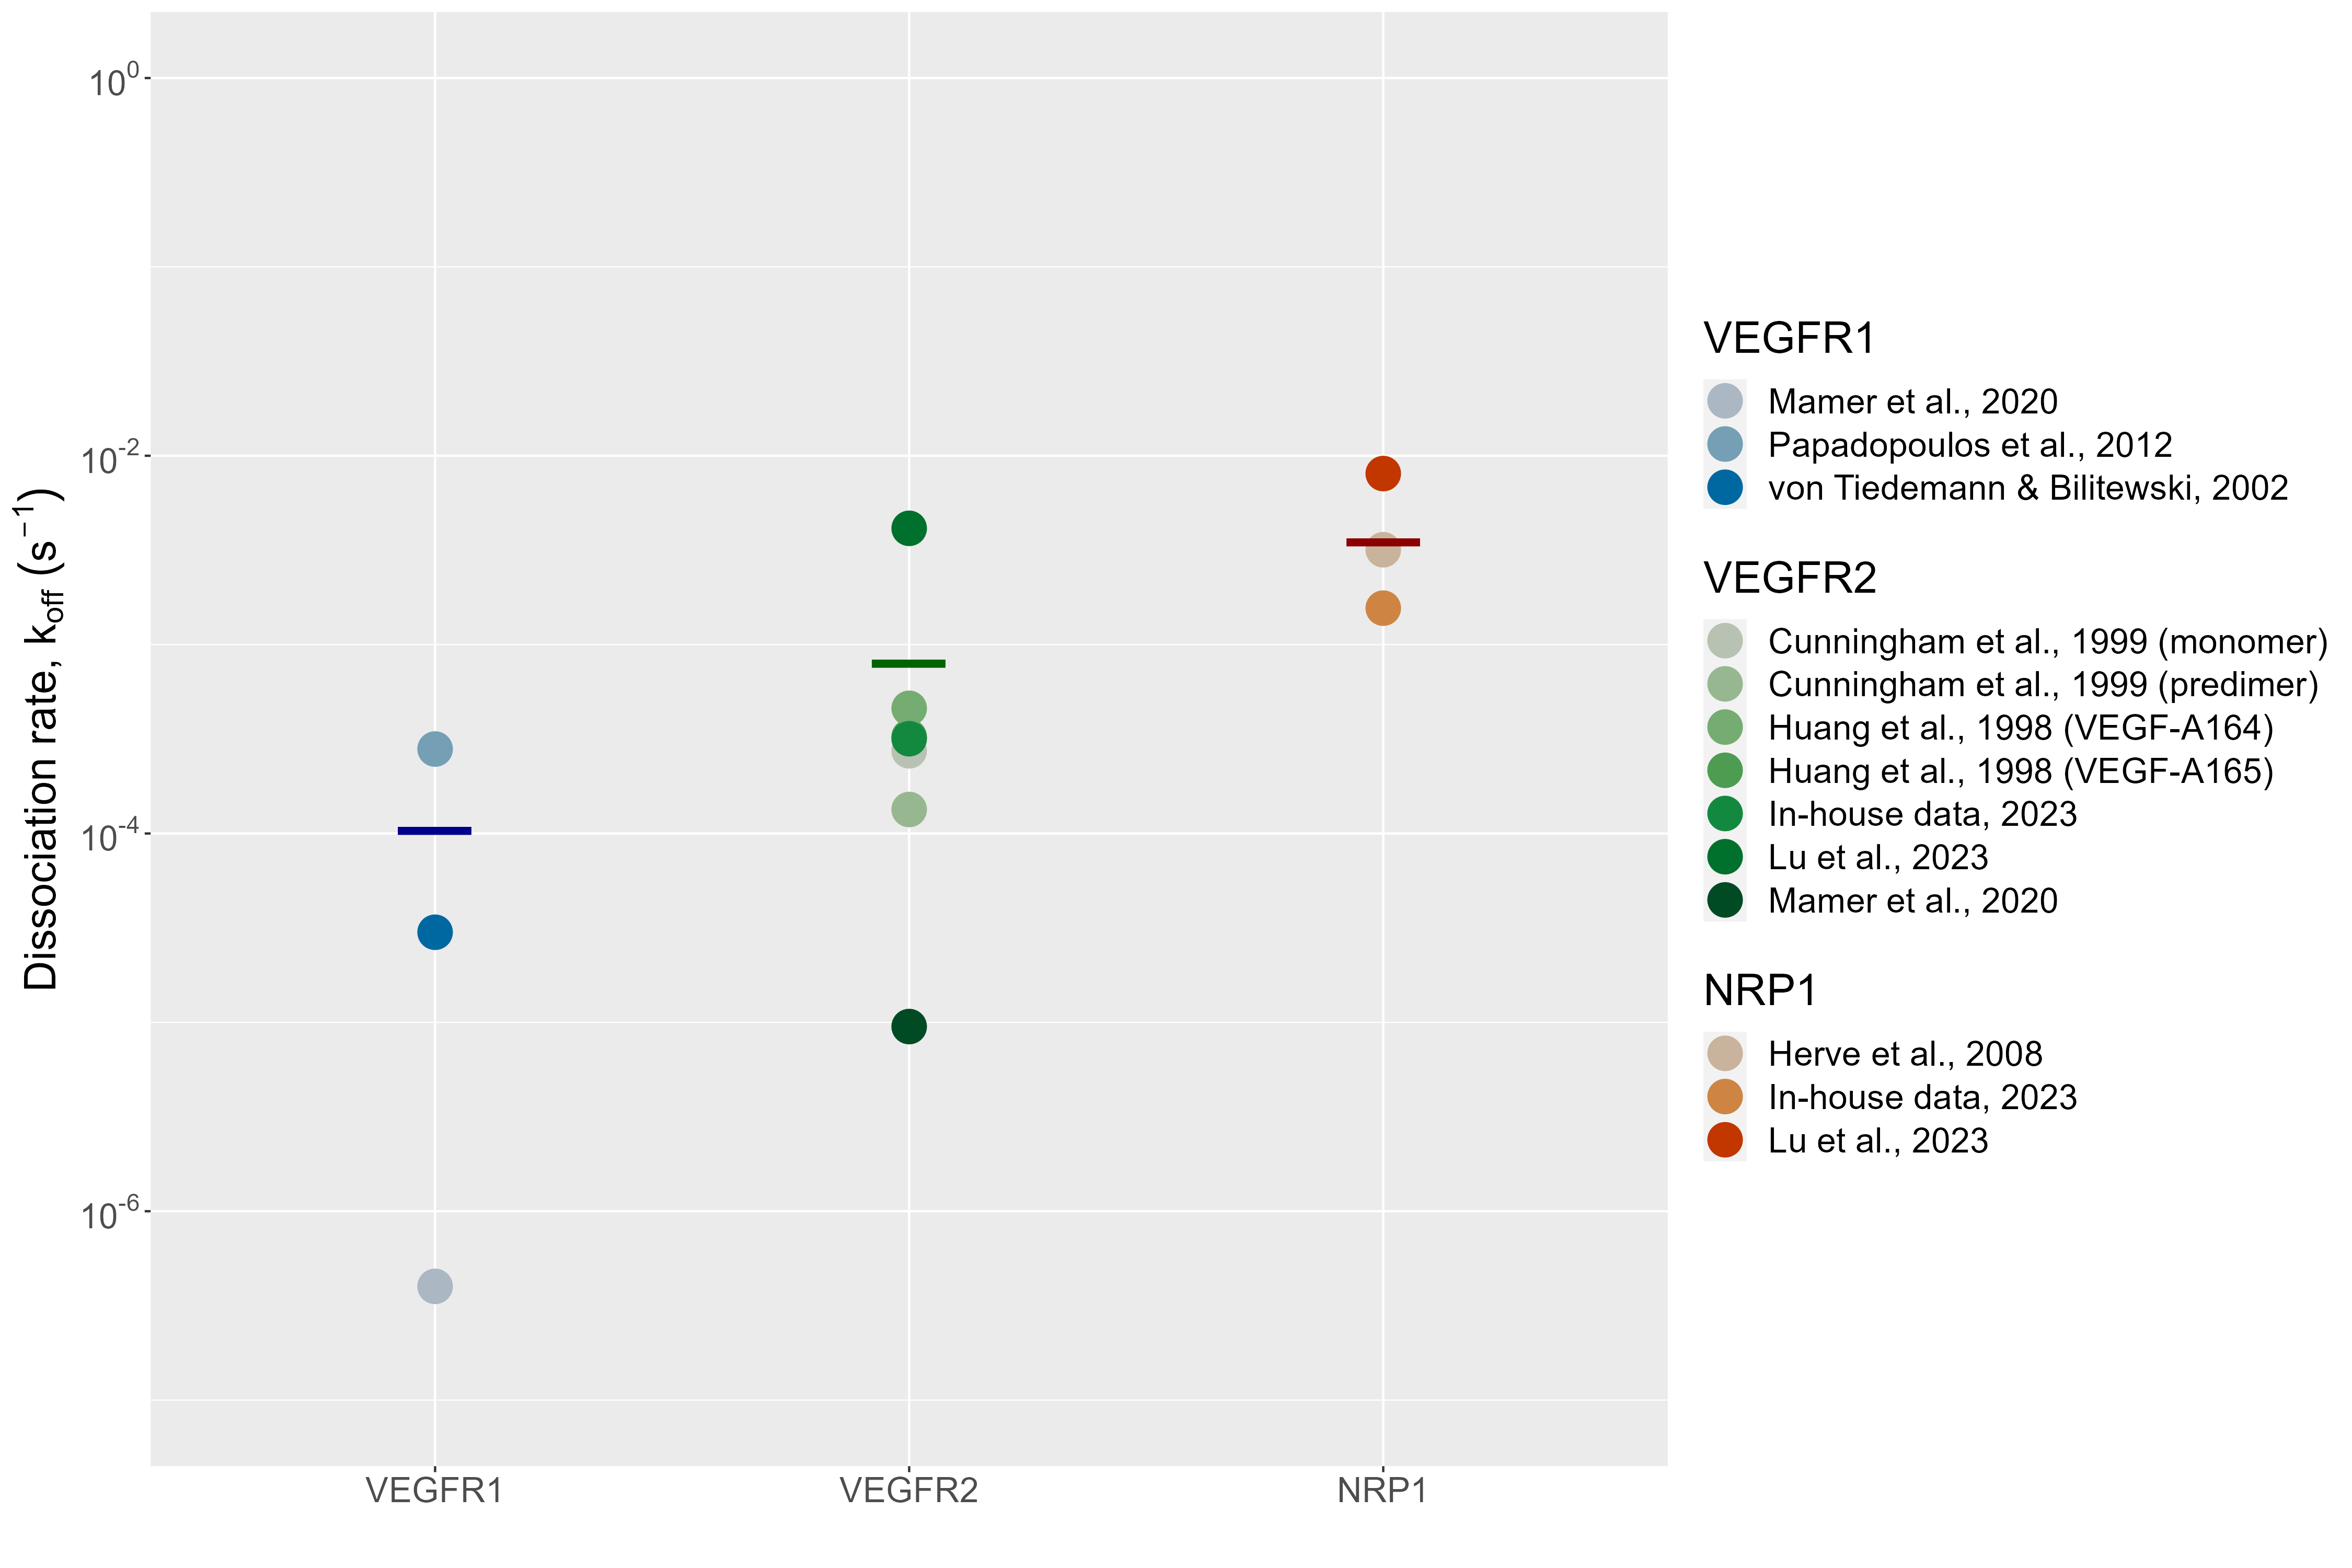 10⁰
10⁻²
10⁻⁴
10⁻⁶
Dissociation rate, kₒff (s⁻¹)
VEGFR1
VEGFR2
NRP1
VEGFR1
Mamer et al., 2020
Papadopoulos et al., 2012
von Tiedemann & Bilitewski, 2002
VEGFR2
Cunningham et al., 1999 (monomer)
Cunningham et al., 1999 (predimer)
Huang et al., 1998 (VEGF-A164)
Huang et al., 1998 (VEGF-A165)
In-house data, 2023
Lu et al., 2023
Mamer et al., 2020
NRP1
Herve et al., 2008
In-house data, 2023
Lu et al., 2023